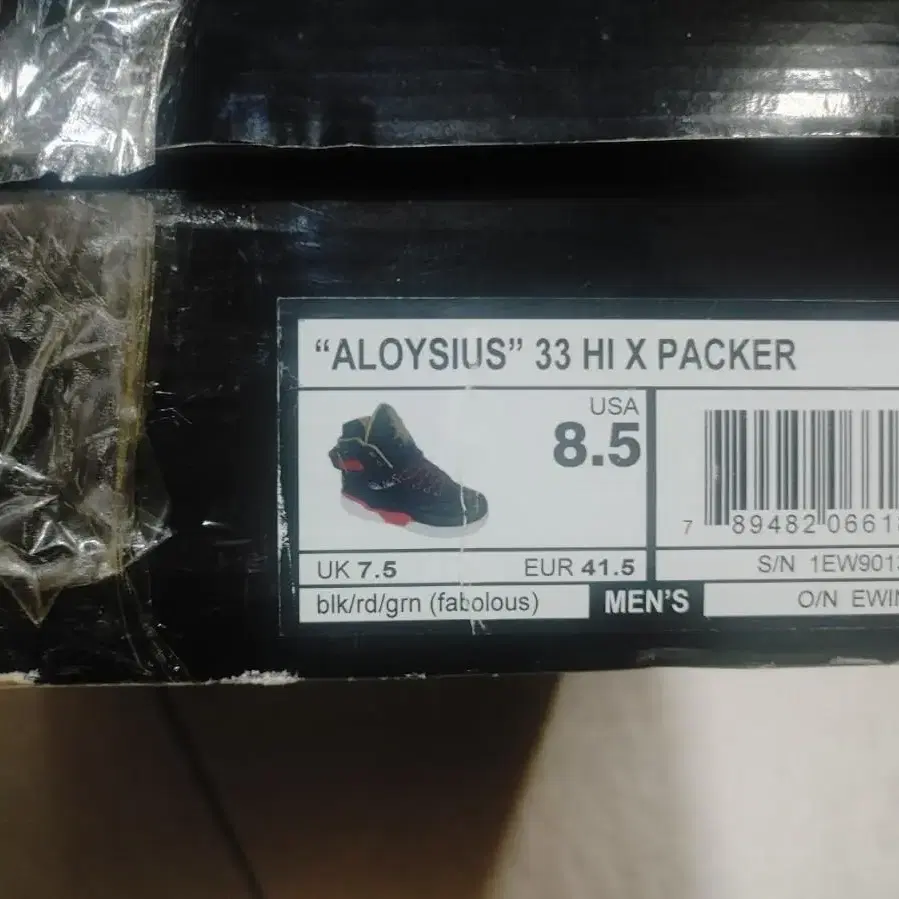 “ALOYSIUS” 33 HI X PACKER
USA
8.5
7 89482 0661
UK 7.5 EUR 41.5
S/N 1EW901
blk/rd/grn (fabolous)
MEN'S
O/N EWIN